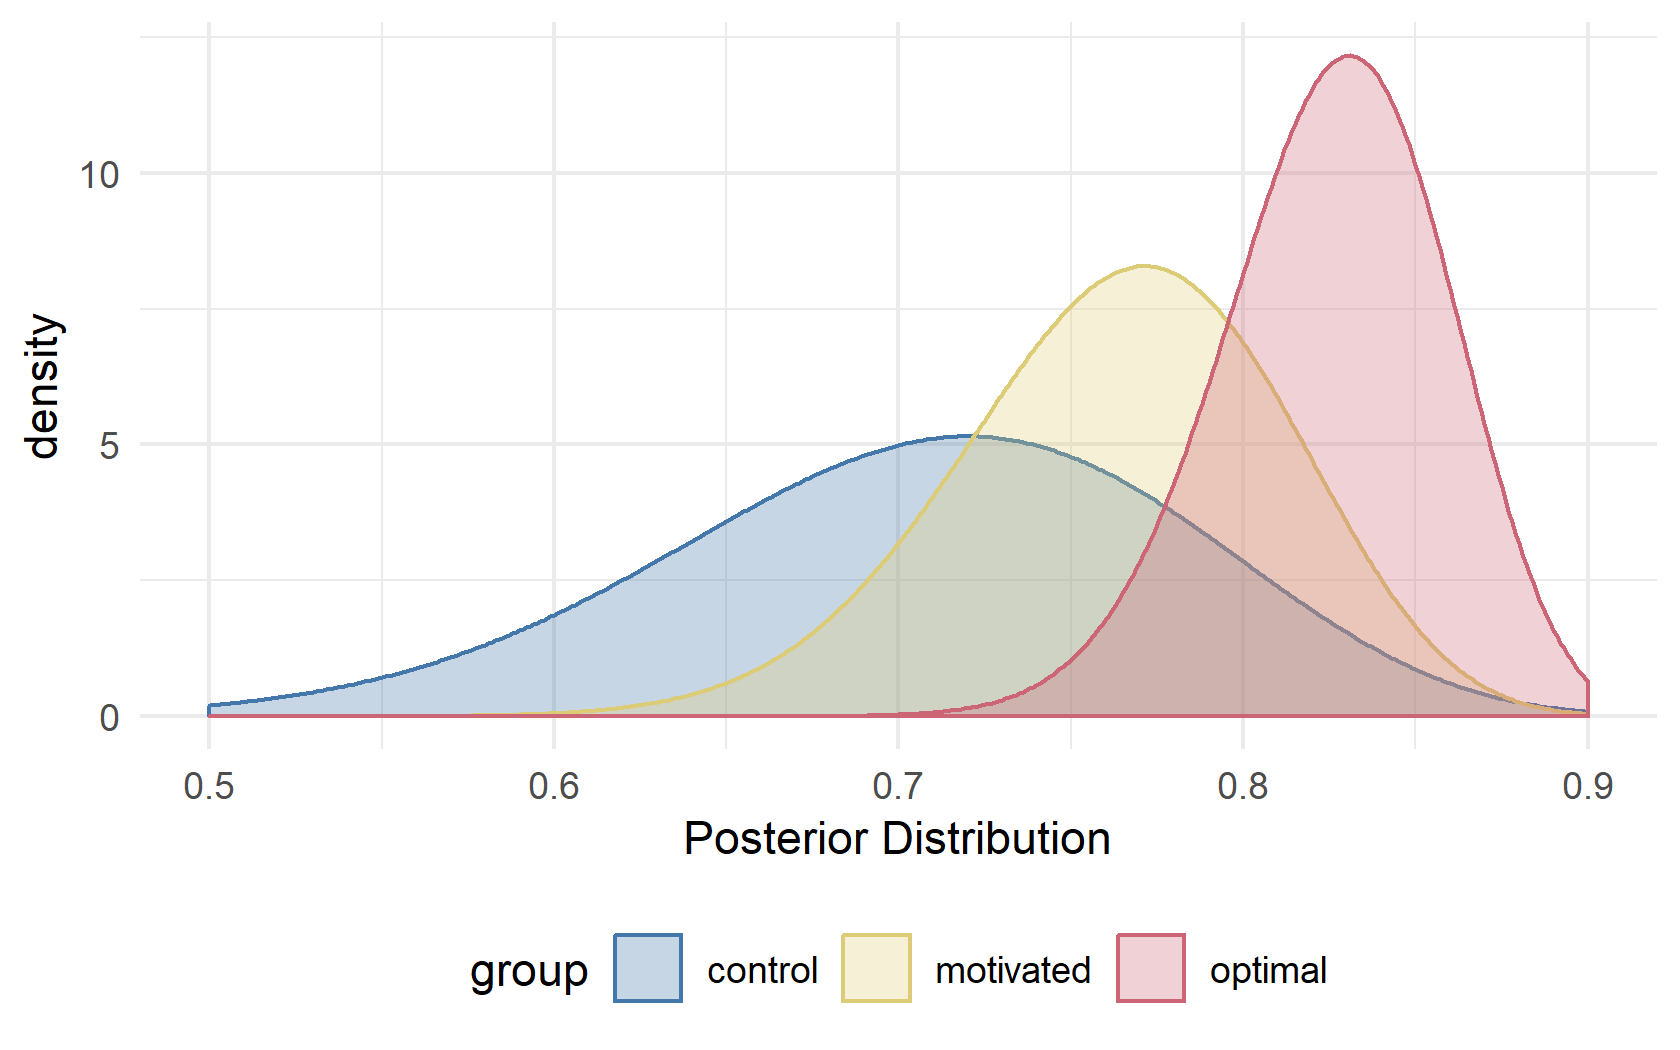 density
10
5
0
0.5 0.6 0.7 0.8 0.9
Posterior Distribution
group control motivated optimal